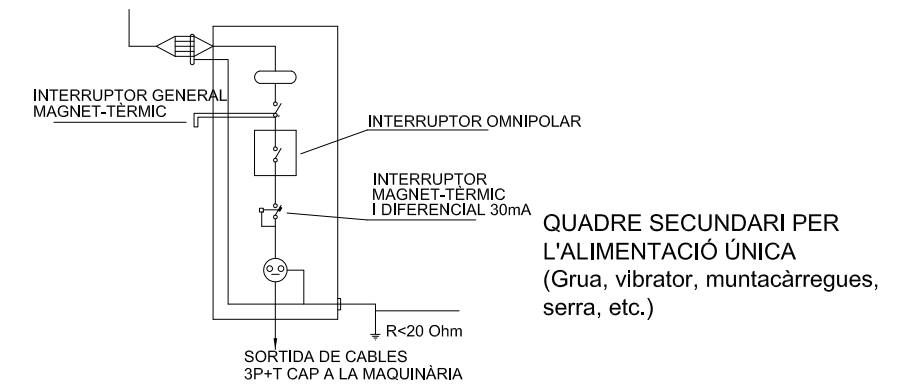 INTERRUPTOR GENERAL
MAGNET-TÈRMIC
INTERRUPTOR OMNIPOLAR
INTERRUPTOR
MAGNET-TÈRMIC
I DIFERENCIAL 30mA
QUADRE SECUNDARI PER
L'ALIMENTACIÓ ÚNICA
(Grua, vibrator, muntacàrregues,
serra, etc.)
R<20 Ohm
SORTIDA DE CABLES
3P+T CAP A LA MAQUINÀRIA